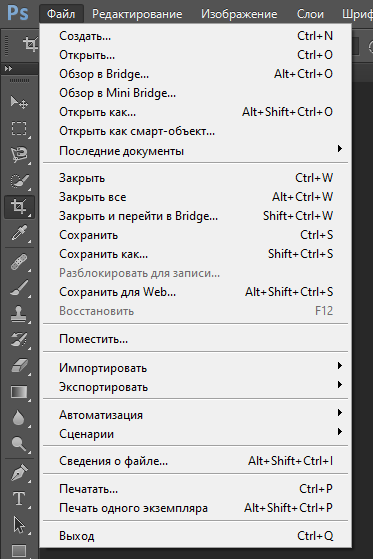 Ps Файл Редактирование Изображение Слои Шриф
Создать... Ctrl+N
Открыть... Ctrl+O
Обзор в Bridge... Alt+Ctrl+O
Обзор в Mini Bridge...
Открыть как... Alt+Shift+Ctrl+O
Открыть как смарт-объект...
Последние документы
Закрыть Ctrl+W
Закрыть все Alt+Ctrl+W
Закрыть и перейти в Bridge... Shift+Ctrl+W
Сохранить Ctrl+S
Сохранить как... Shift+Ctrl+S
Разблокировать для записи...
Сохранить для Web... Alt+Shift+Ctrl+S
Восстановить F12
Поместить...
Импортировать
Экспортировать
Автоматизация
Сценарии
Сведения о файле... Alt+Shift+Ctrl+I
Печатать... Ctrl+P
Печать одного экземпляра Alt+Shift+Ctrl+P
Выход Ctrl+Q